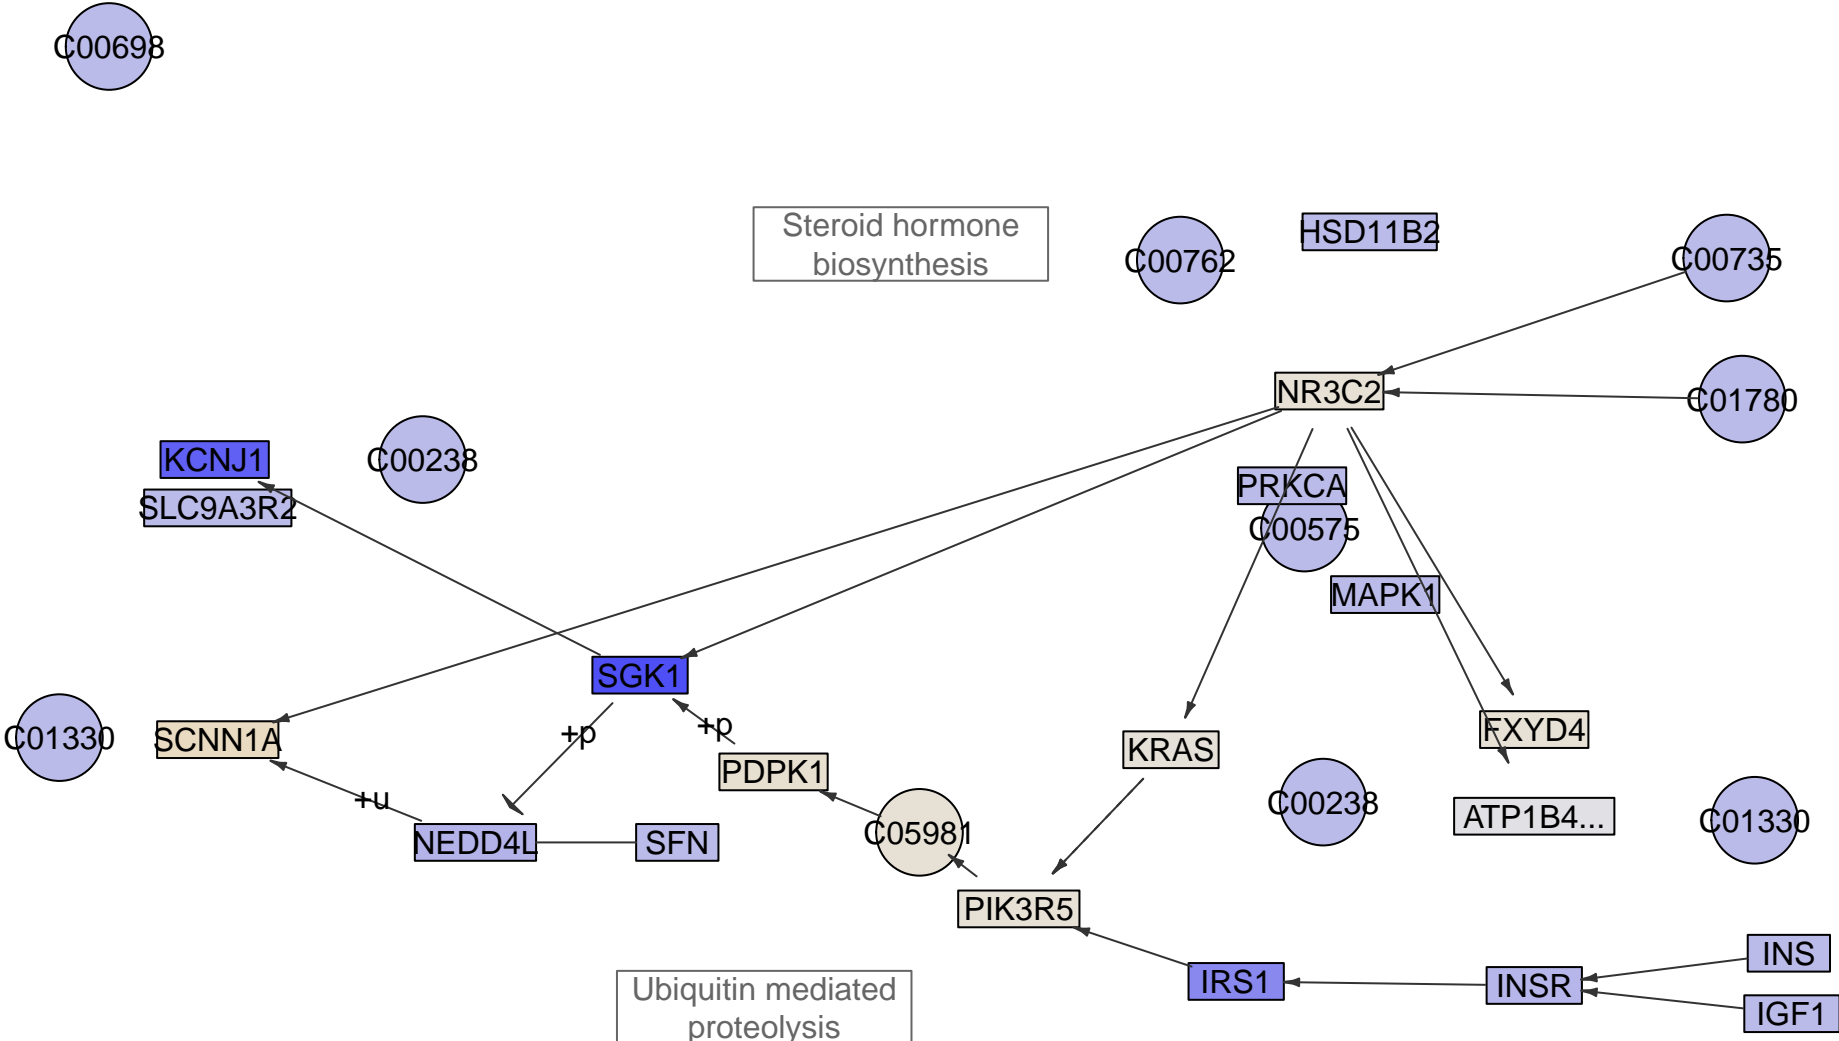 C00698
Steroid hormone
biosynthesis
C00762
HSD11B2
C00735
NR3C2
C01780
KCNJ1
C00238
SLC9A3R2
PRKCA
C00575
MAPK1
SGK1
C01330
SCNN1A
+p
+p
KRAS
FXYD4
PDPK1
+u
C00238
ATP1B4...
C01330
NEDD4L
SFN
C05981
PIK3R5
INS
IRS1
INSR
IGF1
Ubiquitin mediated
proteolysis